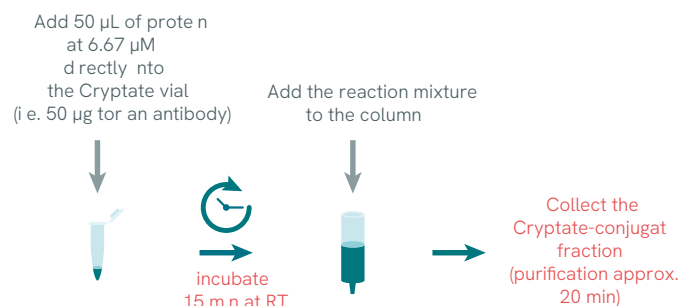 Add 50 µL of prote n
at 6.67 µM
d rectly nto
the Cryptate vial
(i e. 50 µg tor an antibody)
Add the reaction mixture
to the column
incubate
15 m n at RT
Collect the
Cryptate-conjugat
fraction
(purification approx.
20 min)